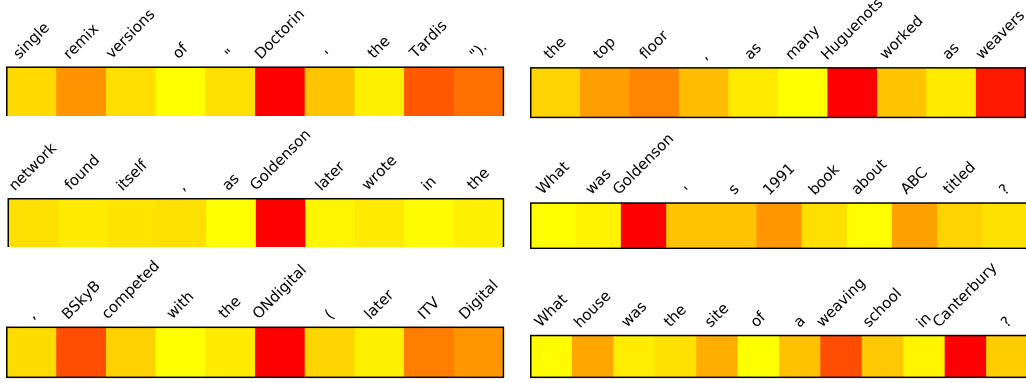 single remix versions of " Doctorin ' the Tardis ").
the top floor , as many Huguenots worked as weavers
network found itself , as Goldenson later wrote in the
What was Goldenson ' s 1991 book about ABC titled ?
, BSkyB competed with the ONdigital ( later ITV Digital
What house was the site of a weaving school in Canterbury ?